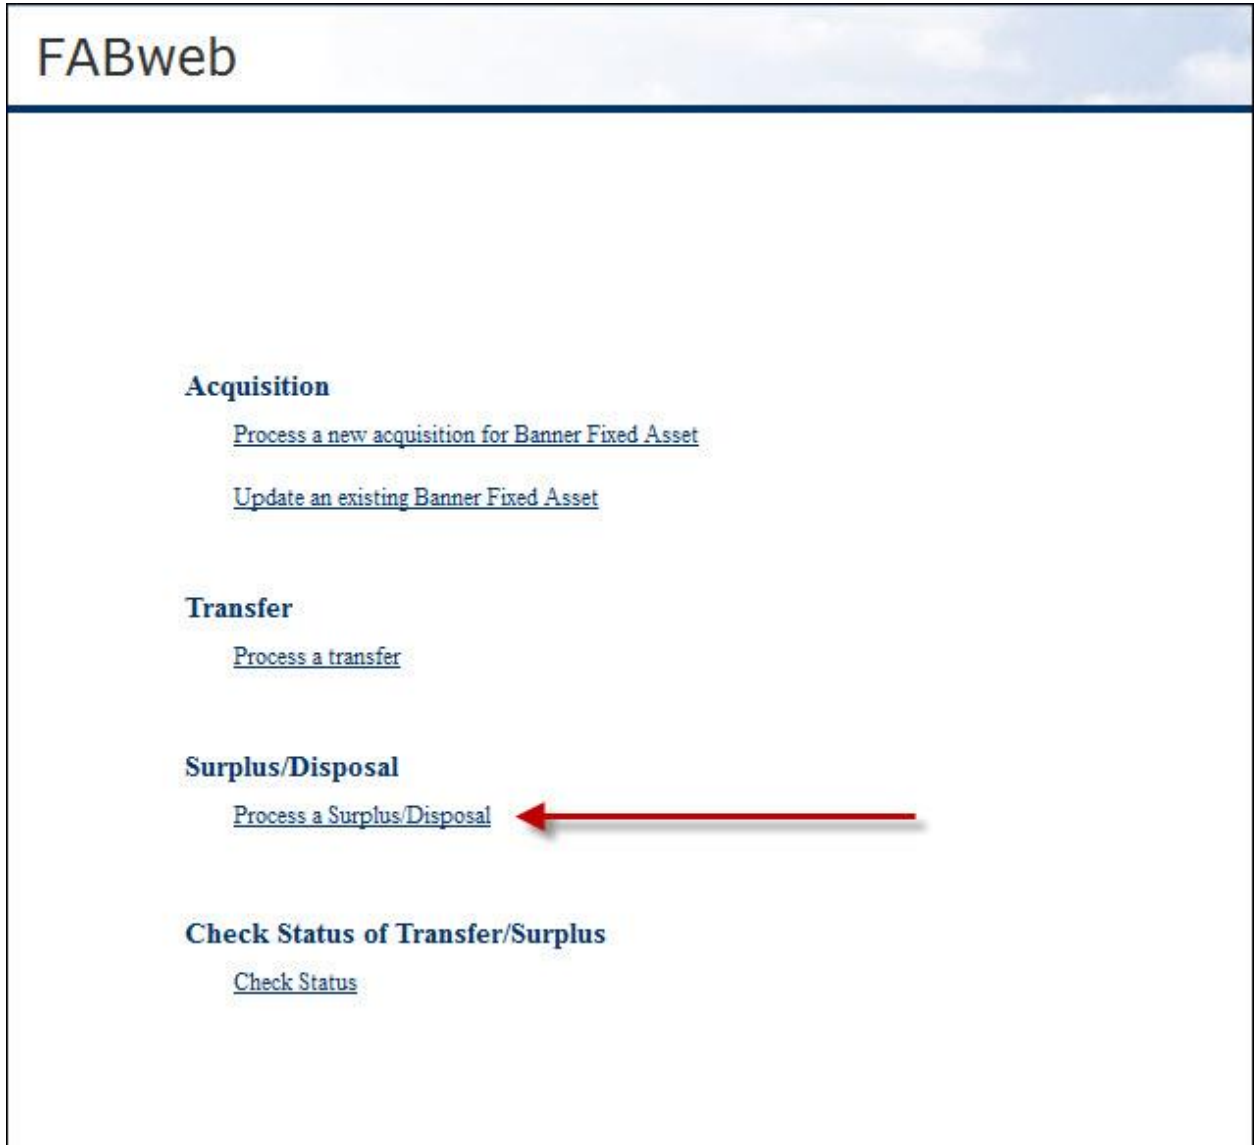 FABweb
Acquisition
Process a new acquisition for Banner Fixed Asset
Update an existing Banner Fixed Asset
Transfer
Process a transfer
Surplus/Disposal
Process a Surplus/Disposal
Check Status of Transfer/Surplus
Check Status